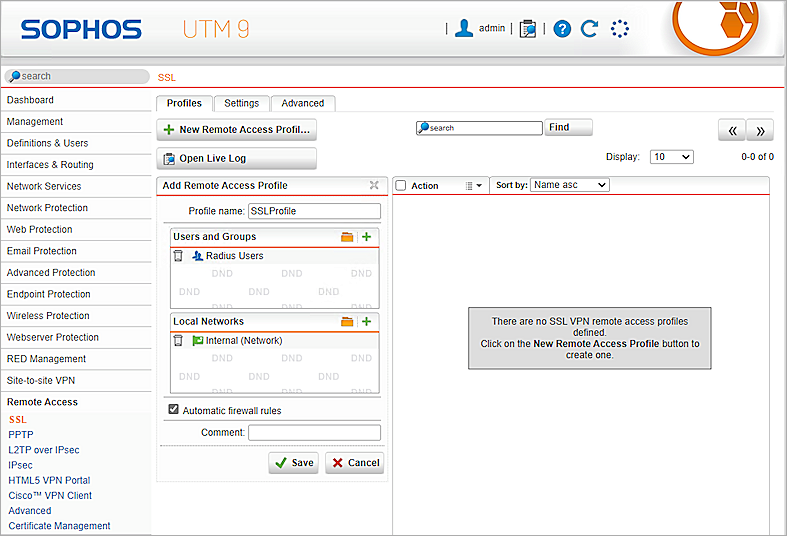 SOPHOS UTM 9
| admin | | ?
search
SSL
Dashboard
Management
Definitions & Users
Interfaces & Routing
Network Services
Network Protection
Web Protection
Email Protection
Advanced Protection
Endpoint Protection
Wireless Protection
Webserver Protection
RED Management
Site-to-site VPN
Remote Access
SSL
PPTP
L2TP over IPsec
IPsec
HTML5 VPN Portal
Cisco™ VPN Client
Advanced
Certificate Management
Profiles Settings Advanced
New Remote Access Profil...
search Find « »
Open Live Log
Display: 10 0-0 of 0
Add Remote Access Profile
Profile name: SSLProfile
Users and Groups
Radius Users
DND DND DND
DND DND DND
DND DND DND
Local Networks
Internal (Network)
DND DND DND
DND DND DND
Automatic firewall rules
Comment:
Save Cancel
Action Sort by: Name asc
There are no SSL VPN remote access profiles
defined.
Click on the New Remote Access Profile button to
create one.